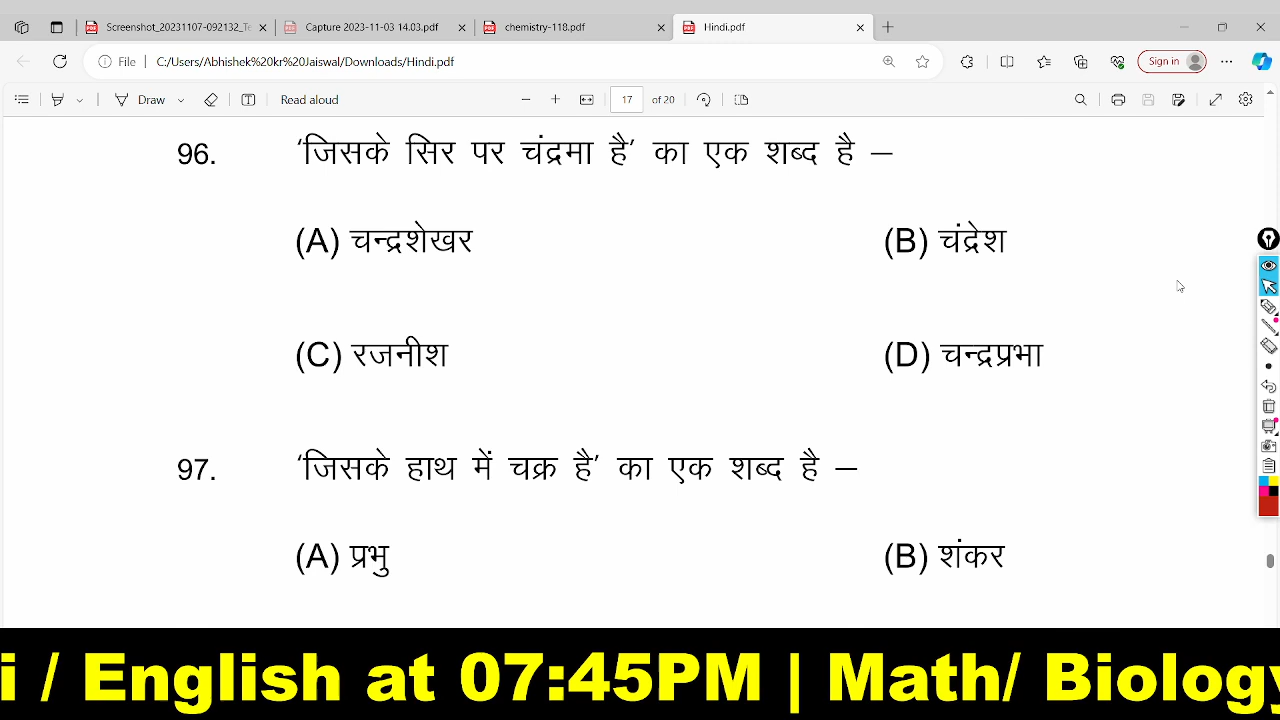 Screenshot_20231107-092132_Te
Capture 2023-11-03 14.03.pdf
chemistry-118.pdf
Hindi.pdf
File
C:/Users/Abhishek%20kr%20Jaiswal/Downloads/Hindi.pdf
Sign in
Draw
Read aloud
17 of 20
96. 'जिसके सिर पर चंद्रमा है' का एक शब्द है –
(A) चन्द्रशेखर (B) चंद्रेश
(C) रजनीश (D) चन्द्रप्रभा
97. 'जिसके हाथ में चक्र है' का एक शब्द है –
(A) प्रभु (B) शंकर
i / English at 07:45PM | Math/ Biology